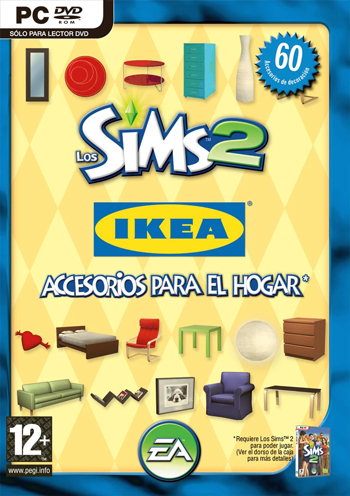 PC DVD ROM
SÓLO PARA LECTOR DVD
60
Accesorios de decoración
LOS SIMS™ 2
IKEA®
ACCESORIOS PARA EL HOGAR*
12+
www.pegi.info
EA
*Requiere Los Sims™ 2
para poder jugar.
(Ver el dorso de la caja
para más detalles)
SIMS 2